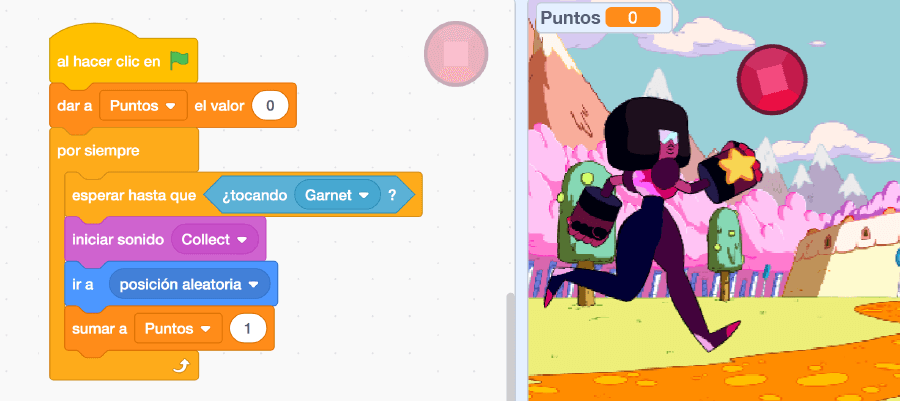 al hacer clic en
dar a Puntos el valor 0
por siempre
esperar hasta que ¿tocando Garnet ?
iniciar sonido Collect
ir a posición aleatoria
sumar a Puntos 1
Puntos 0